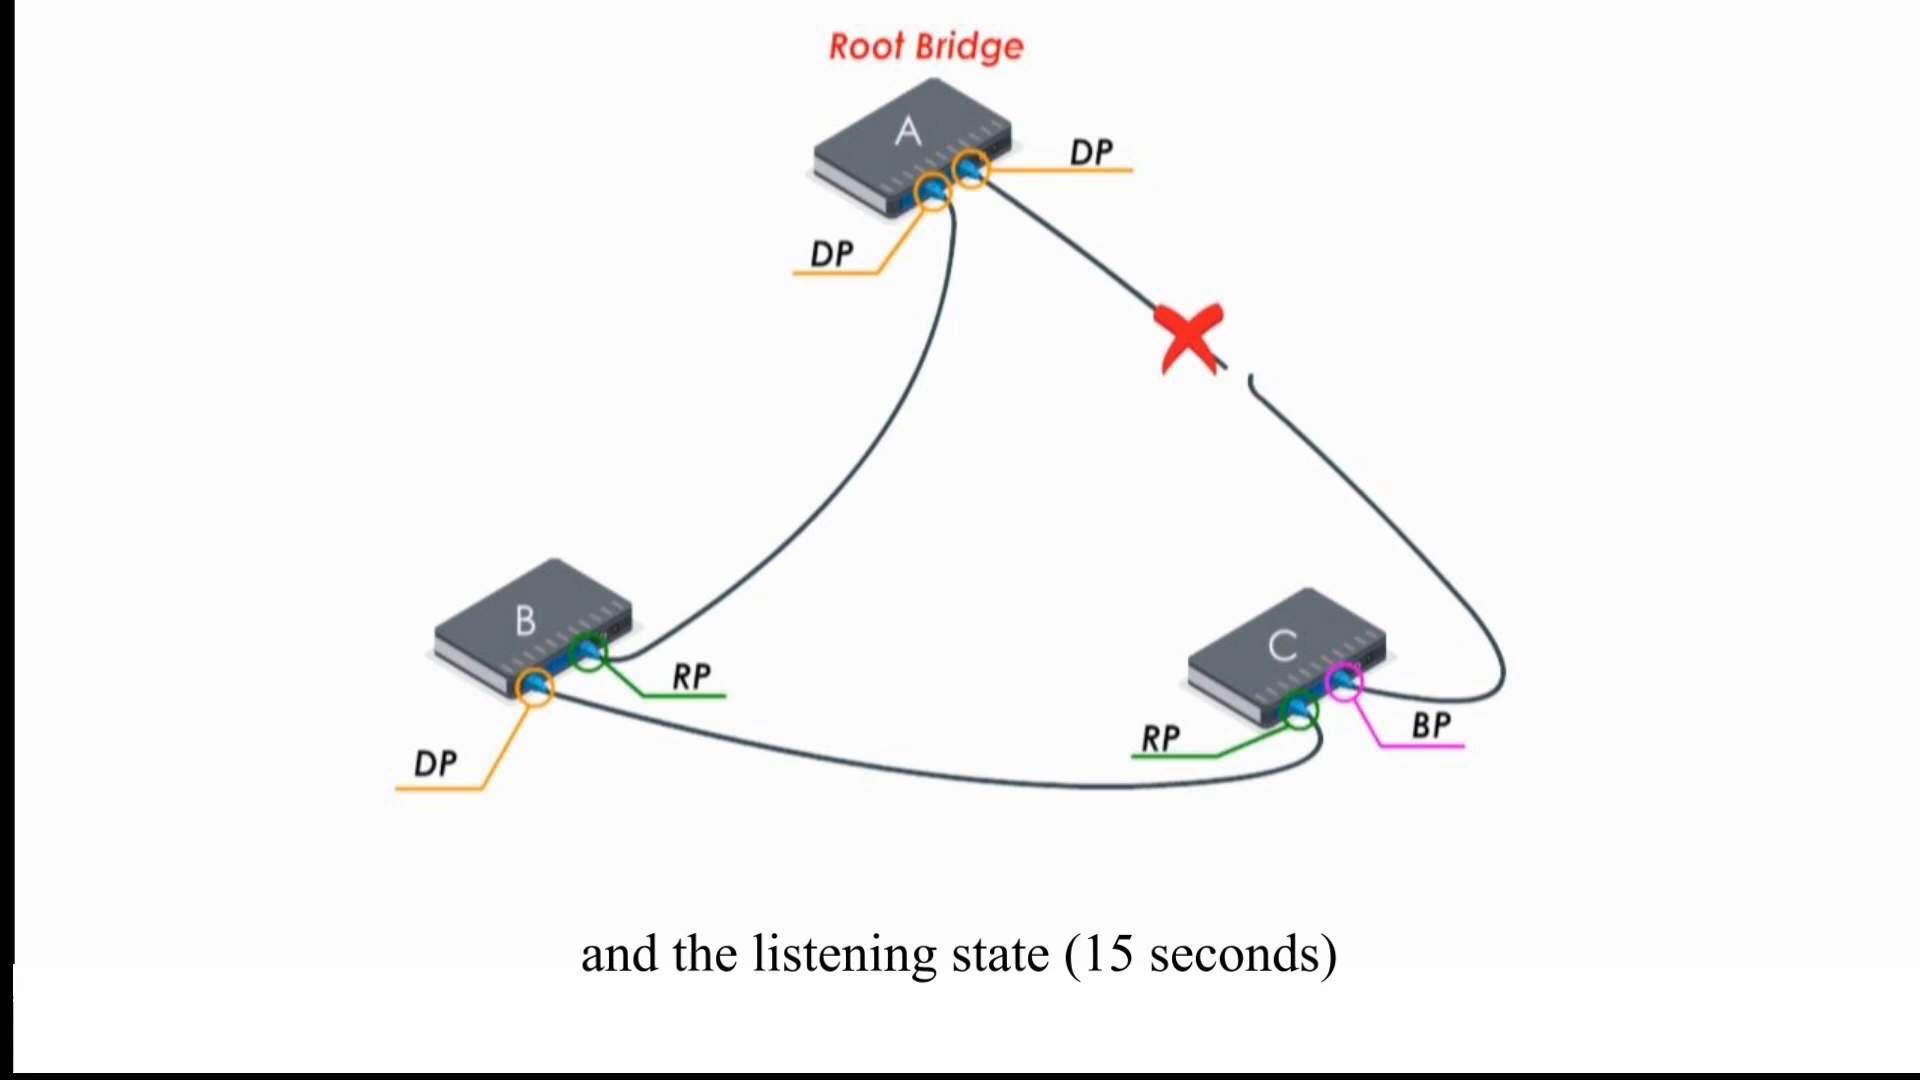 Root Bridge
A
DP
DP
B
RP
C
BP
RP
DP
and the listening state (15 seconds)